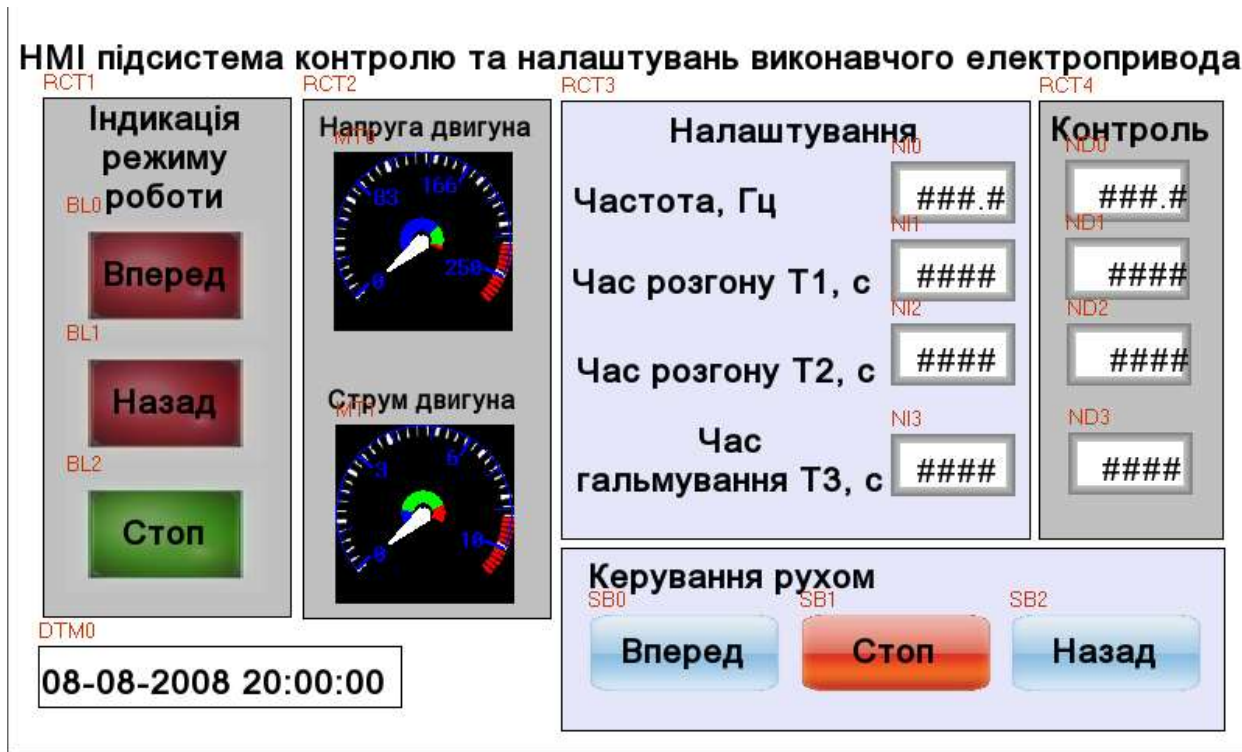 HMI підсистема контролю та налаштувань виконавчого електропривода
RCT1
Індикація
режиму
роботи
BL0
Вперед
BL1
Назад
BL2
Стоп
RCT2
Напруга двигуна
MT0
83
166
0
250
Струм двигуна
MT1
3
6
0
10
RCT3
Налаштування
NI0
Частота, Гц
###.#
NI1
Час розгону Т1, с
####
NI2
Час розгону Т2, с
####
NI3
Час
гальмування Т3, с
####
RCT4
Контроль
ND0
###.#
ND1
####
ND2
####
ND3
####
Керування рухом
SB0
Вперед
SB1
Стоп
SB2
Назад
DTM0
08-08-2008 20:00:00